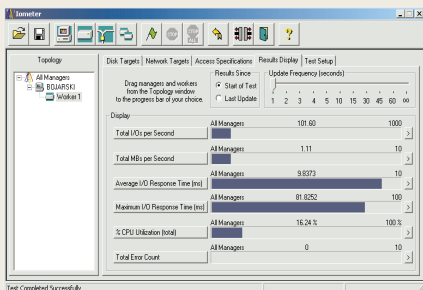 Iometer
STOP
STOP
ALL
Topology
All Managers
BOJARSKI
Worker 1
Disk Targets
Network Targets
Access Specifications
Results Display
Test Setup
Drag managers and workers
from the Topology window
to the progress bar of your choice.
Results Since
Start of Test
Last Update
Update Frequency (seconds)
1 2 3 4 5 10 15 30 45 60 ∞
Display
All Managers 101.60 1000
Total I/Os per Second
All Managers 1.11 10
Total MBs per Second
All Managers 9.8373 10
Average I/O Response Time (ms)
All Managers 81.8252 100
Maximum I/O Response Time (ms)
All Managers 16.24 % 100 %
% CPU Utilization (total)
All Managers 0 10
Total Error Count
Test Completed Successfully